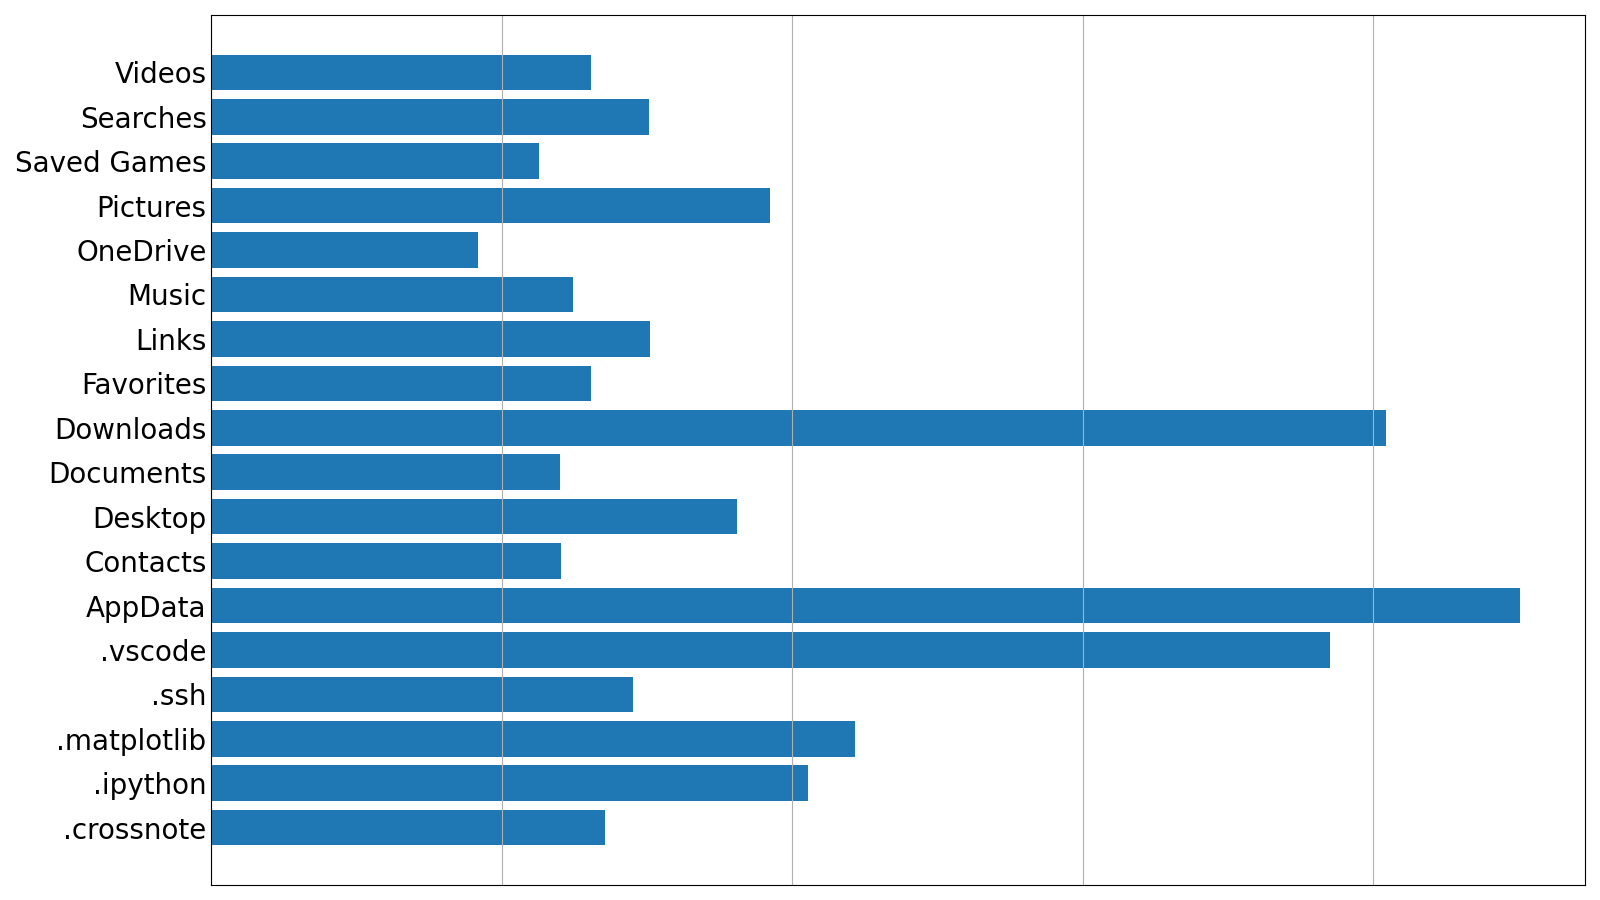 Videos
Searches
Saved Games
Pictures
OneDrive
Music
Links
Favorites
Downloads
Documents
Desktop
Contacts
AppData
.vscode
.ssh
.matplotlib
.ipython
.crossnote